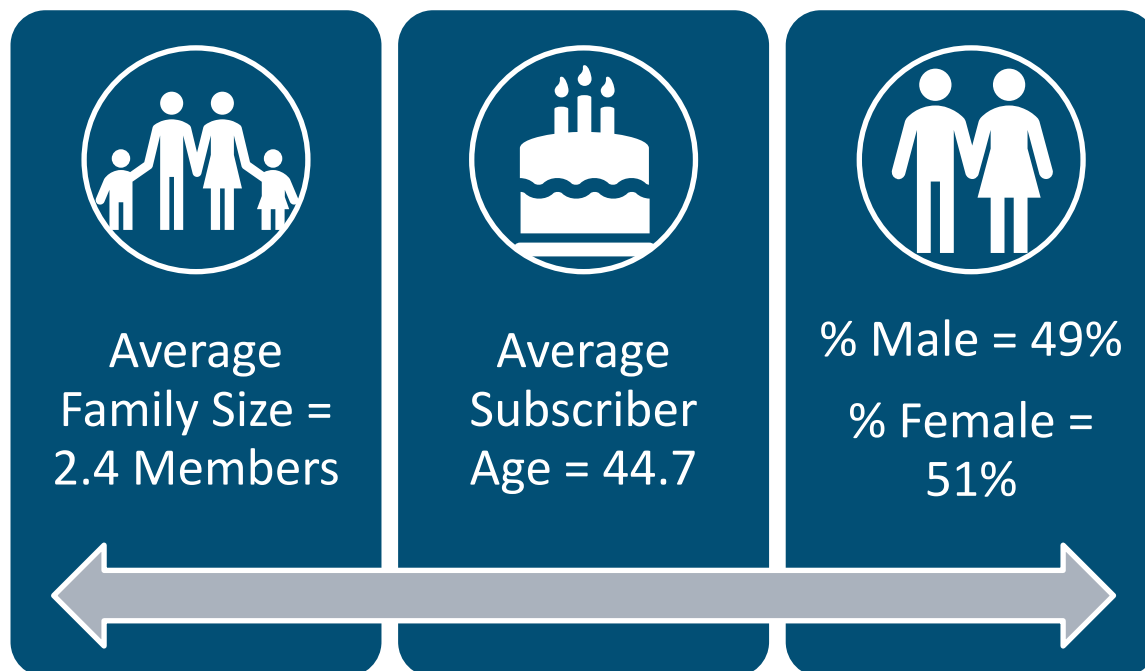 Average
Family Size =
2.4 Members
Average
Subscriber
Age = 44.7
% Male = 49%
% Female =
51%